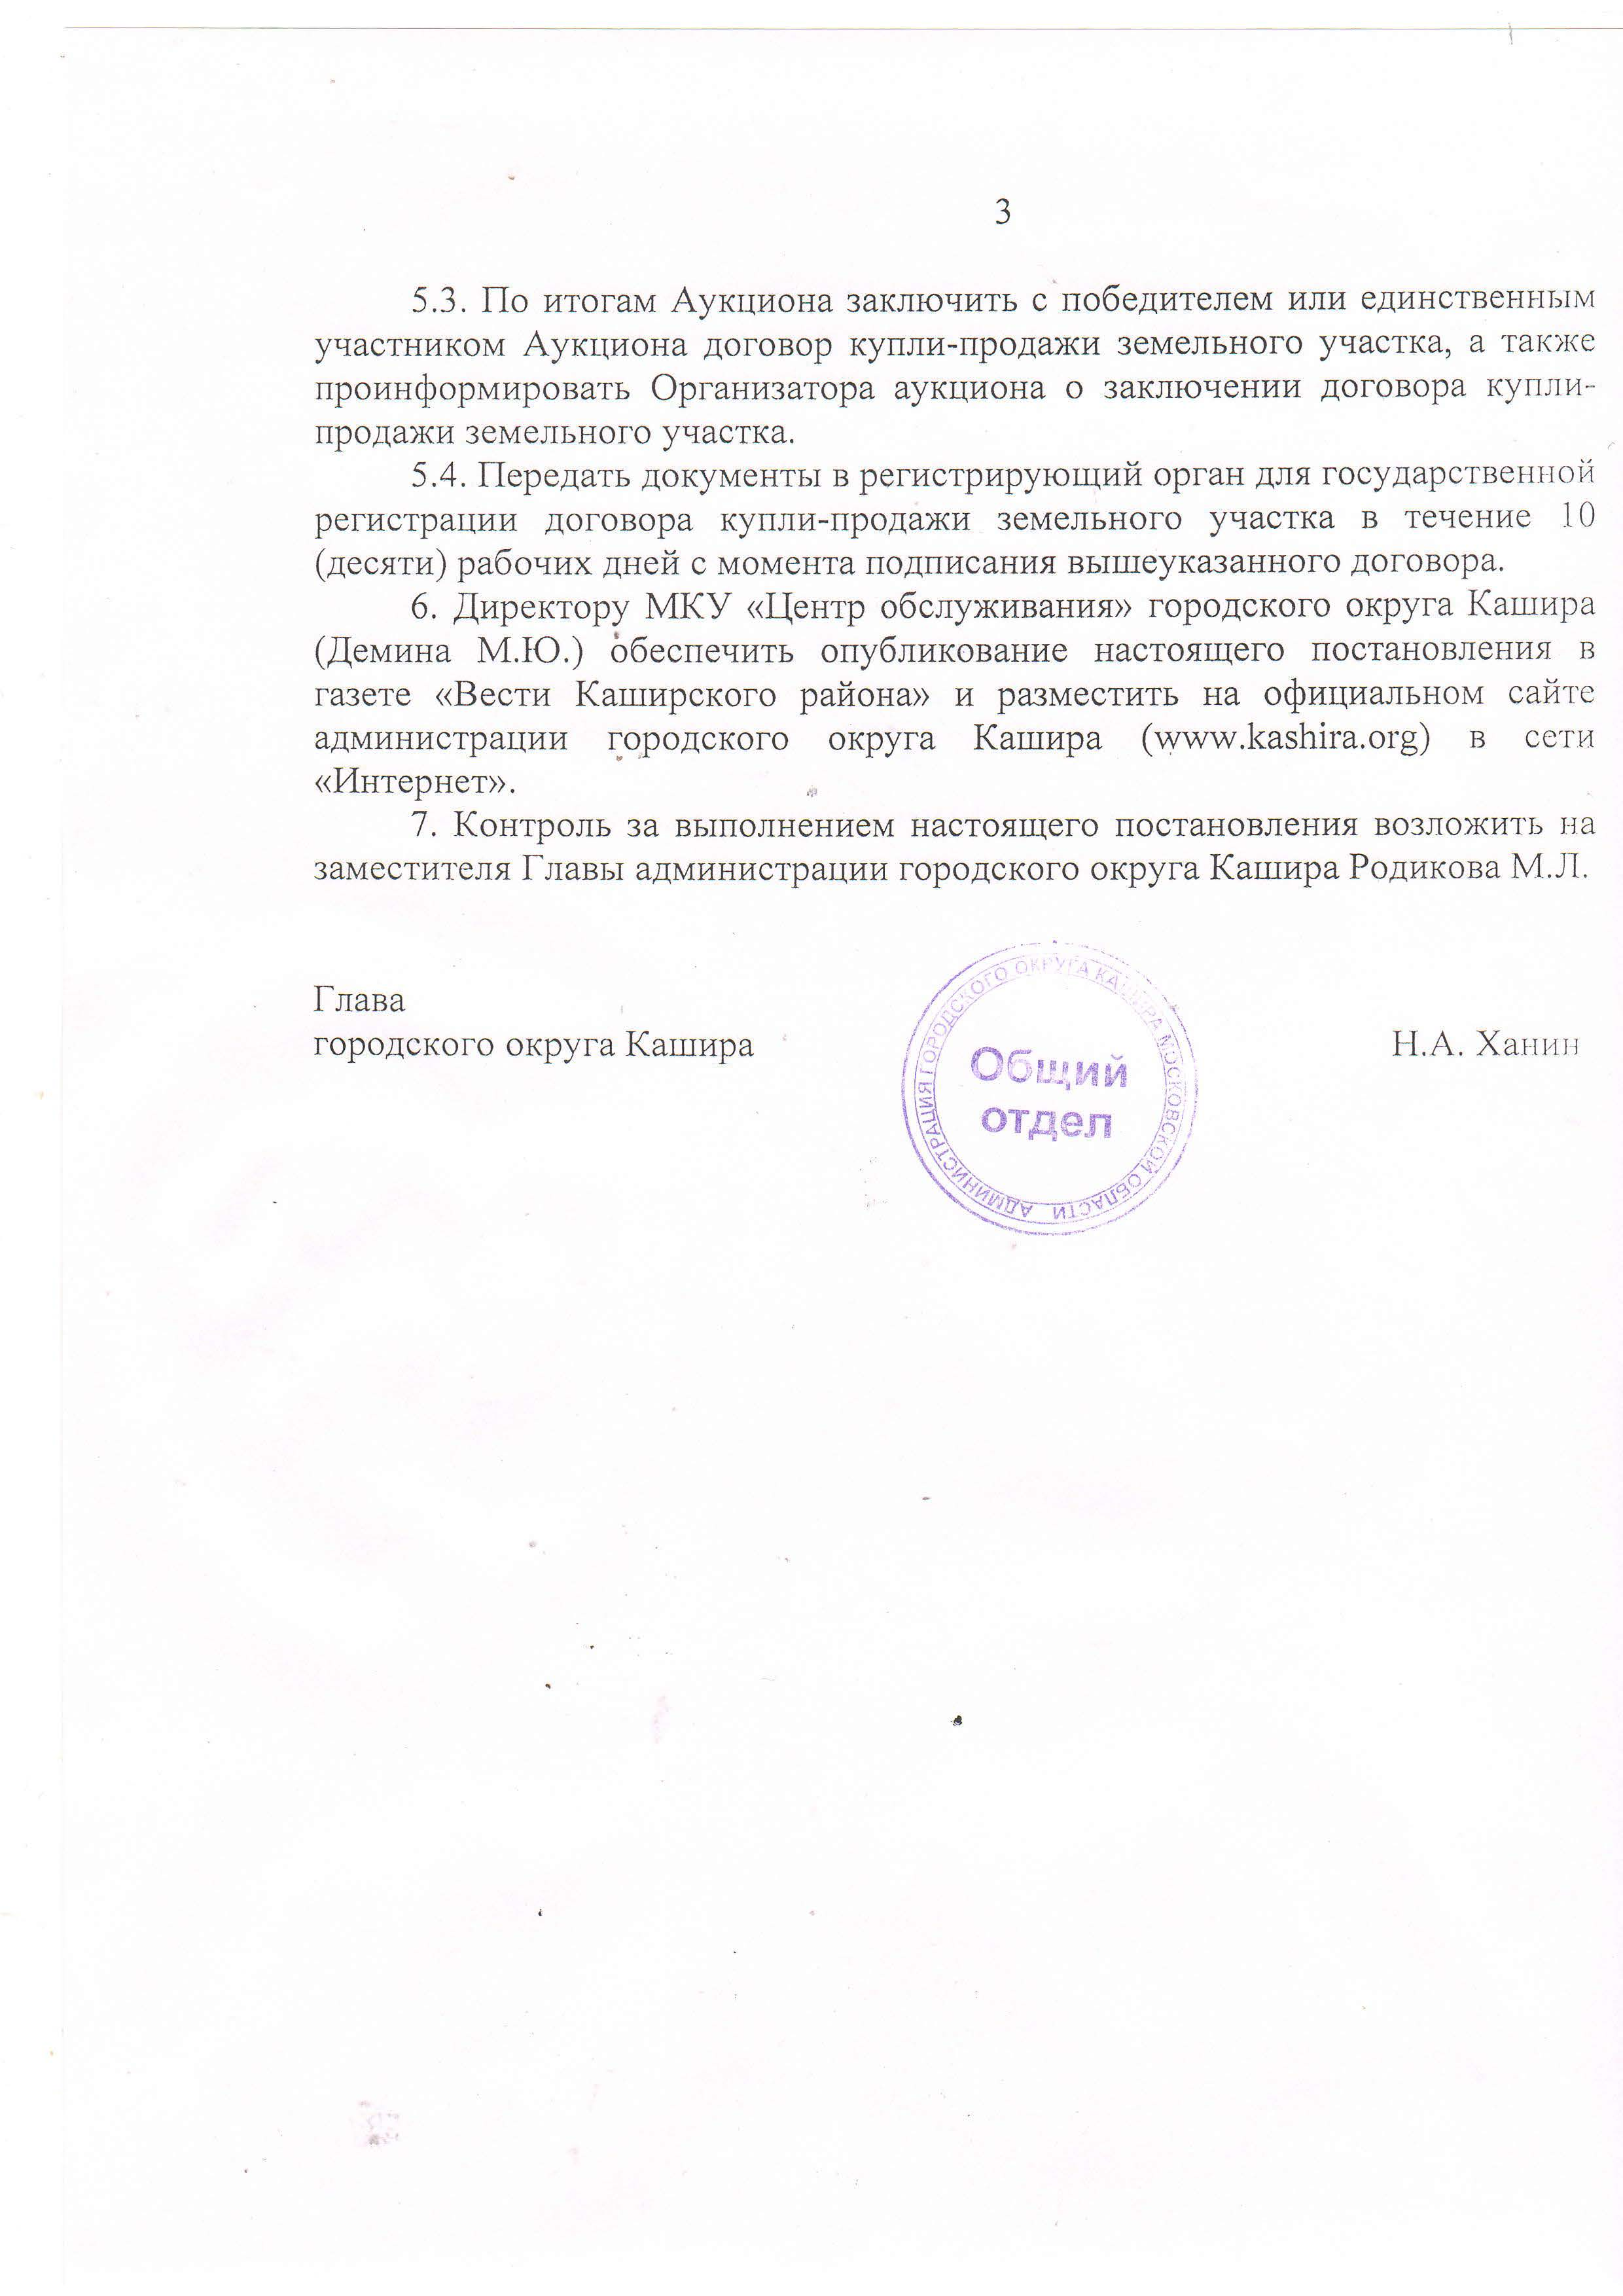 3
5.3. По итогам Аукциона заключить с победителем или единственным
участником Аукциона договор купли-продажи земельного участка, а также
проинформировать Организатора аукциона о заключении договора купли-
продажи земельного участка.
5.4. Передать документы в регистрирующий орган для государственной
регистрации договора купли-продажи земельного участка в течение 10
(десяти) рабочих дней с момента подписания вышеуказанного договора.
6. Директору МКУ «Центр обслуживания» городского округа Кашира
(Демина М.Ю.) обеспечить опубликование настоящего постановления в
газете «Вести Каширского района» и разместить на официальном сайте
администрации городского округа Кашира (www.kashira.org) в сети
«Интернет».
7. Контроль за выполнением настоящего постановления возложить на
заместителя Главы администрации городского округа Кашира Родикова М.Л.
Глава
городского округа Кашира
Н.А. Ханин
АДМИНИСТРАЦИЯ ГОРОДСКОГО ОКРУГА КАШИРА МОСКОВСКОЙ ОБЛАСТИ
Общий
отдел